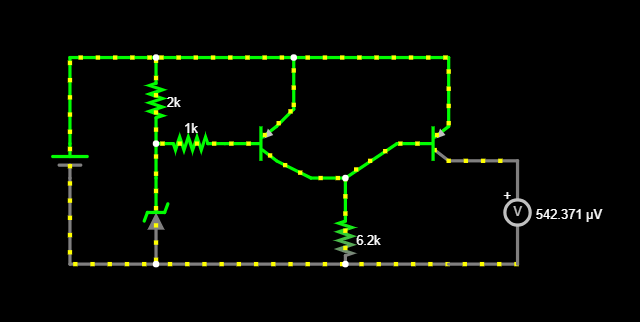 2k
1k
+
V
542.371 μV
6.2k